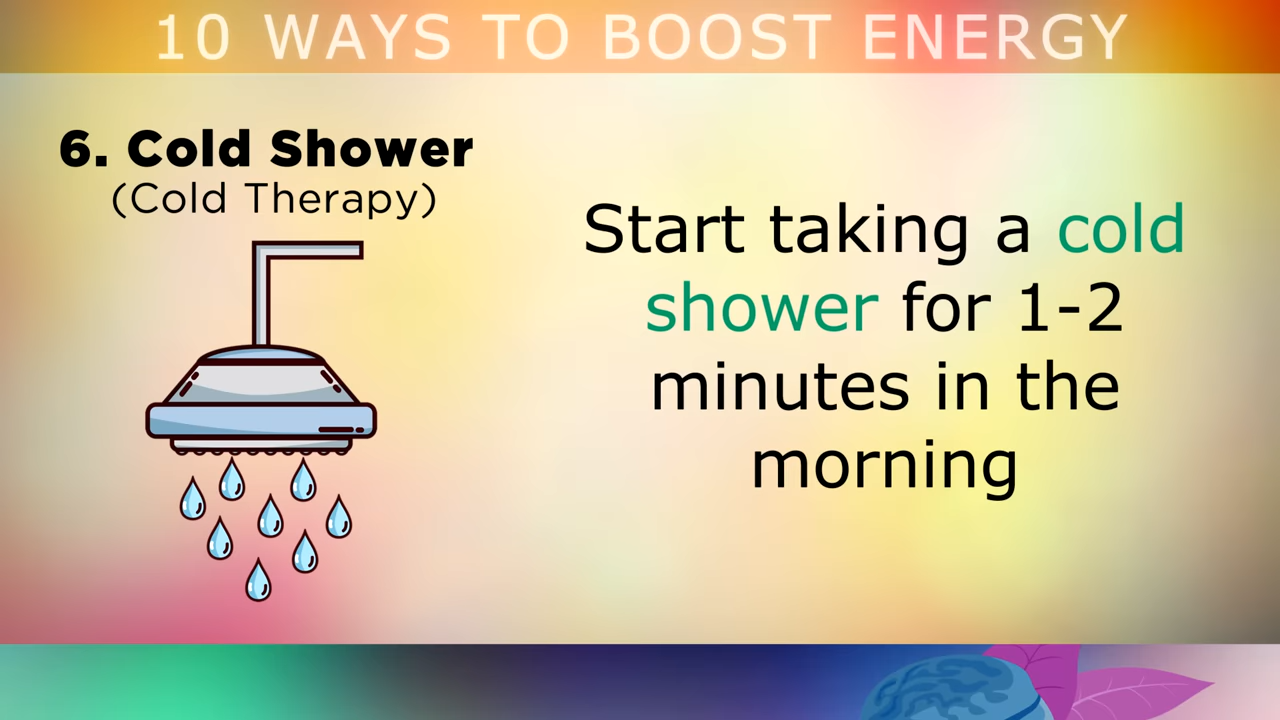 10 WAYS TO BOOST ENERGY
6. Cold Shower
(Cold Therapy)
Start taking a cold
shower for 1-2
minutes in the
morning